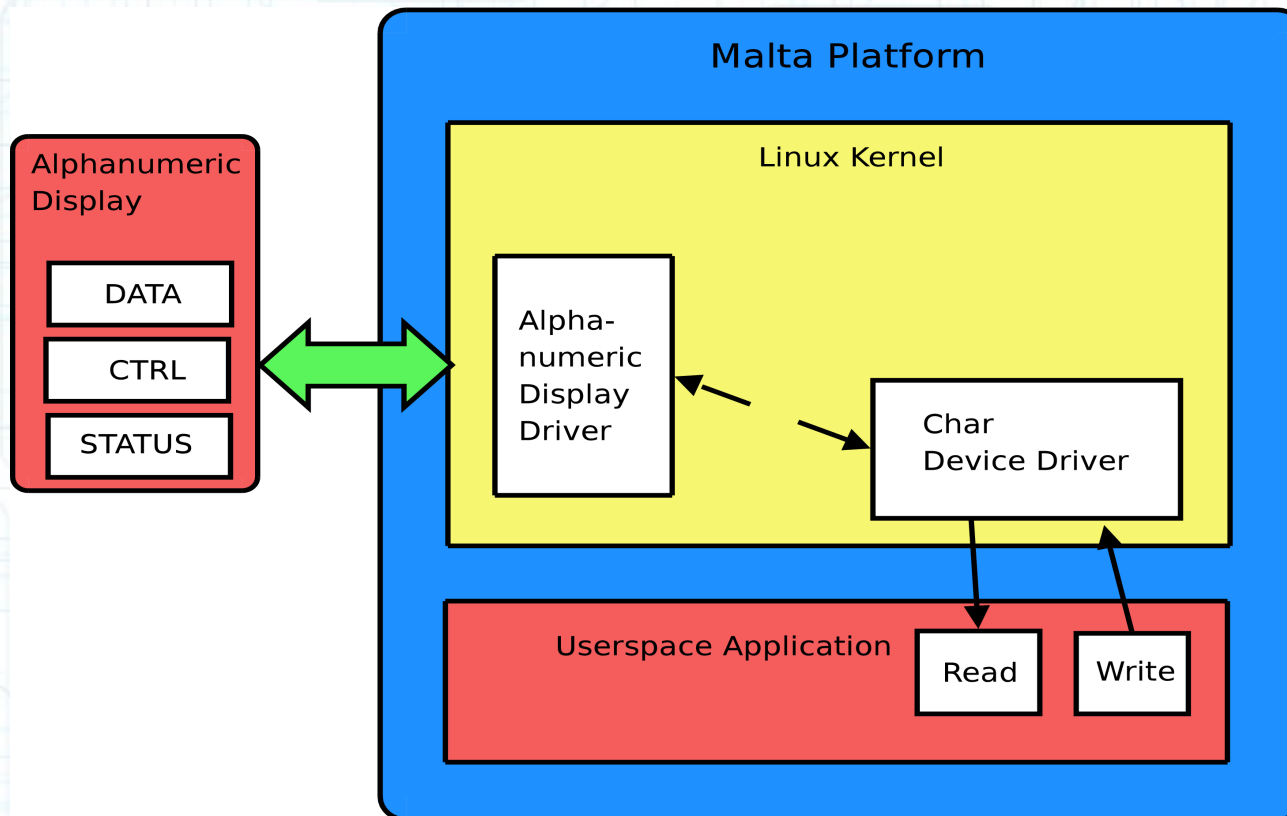 Malta Platform
Alphanumeric
Display
DATA
CTRL
STATUS
Linux Kernel
Alpha-
numeric
Display
Driver
Char
Device Driver
Userspace Application
Read
Write